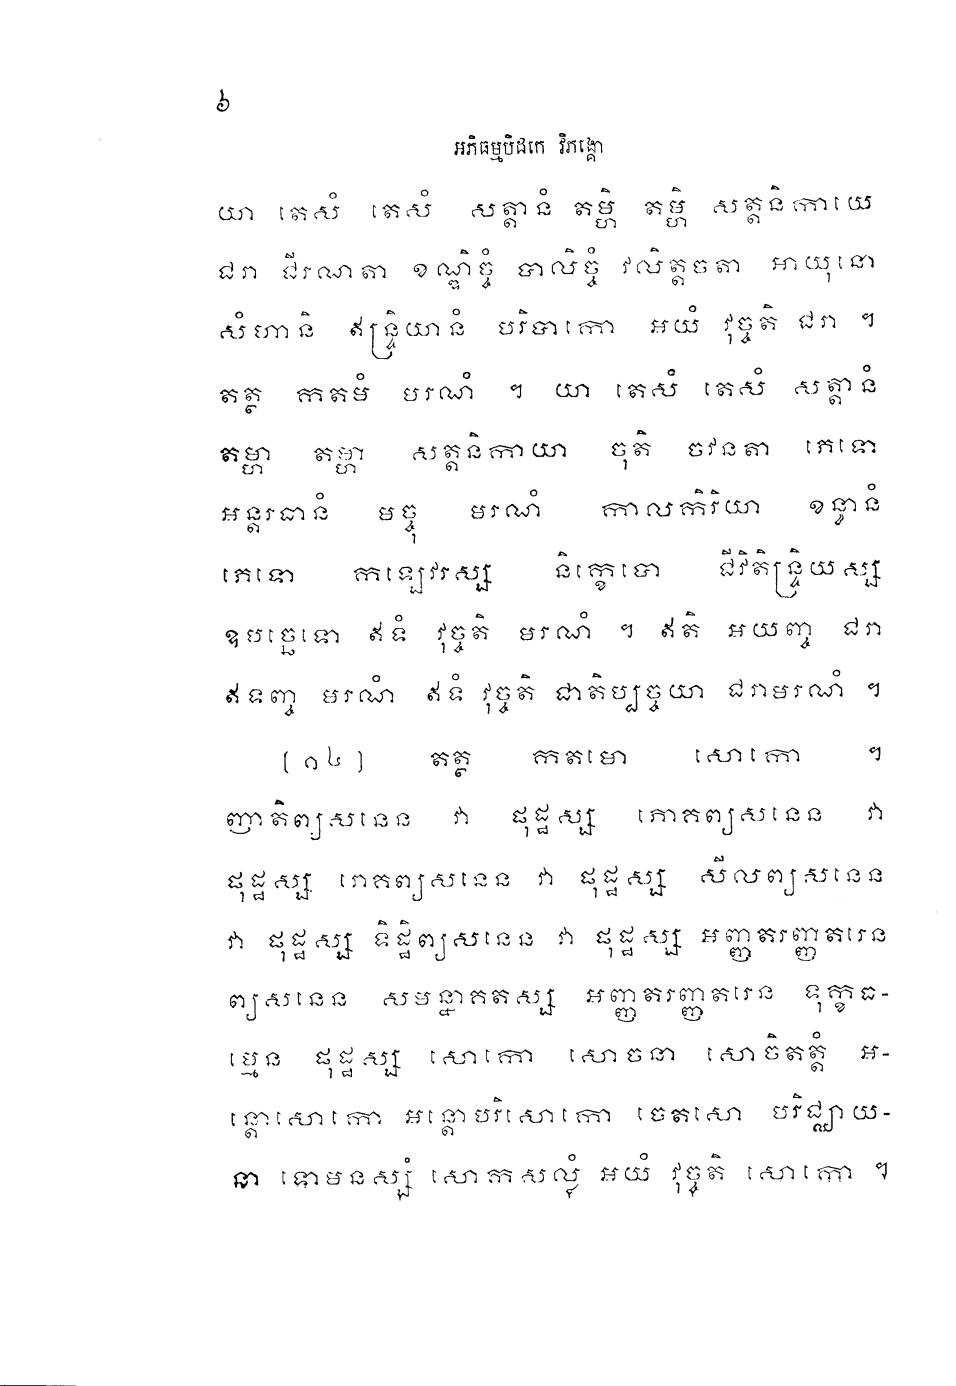 ៦
អភិធម្មបិដកេ វិភង្គោ
យា តេសំ តេសំ សត្តានំ តម្ហិ តម្ហិ សត្តនិកាយេ
ជរា ជីរណតា ខណ្ឌិច្ចំ បាលិច្ចំ វលិត្តចតា អាយុនោ
សំហានិ ឥន្ទ្រិយានំ បរិបាកោ អយំ វុច្ចតិ ជរា ។
តត្ថ កតមំ មរណំ ។ យា តេសំ តេសំ សត្តានំ
តម្ហា តម្ហា សត្តនិកាយា ចុតិ ចវនតា ភេទោ
អន្តរធានំ មច្ចុ មរណំ កាលកិរិយា ខន្ធានំ
ភេទោ កឡេវរស្ស និក្ខេបោ ជីវិតិន្ទ្រិយស្ស
ឧបច្ឆេទោ ឥទំ វុច្ចតិ មរណំ ។ ឥតិ អយញ្ច ជរា
ឥទញ្ច មរណំ ឥទំ វុច្ចតិ ជាតិប្បច្ចយា ជរាមរណំ ។
[១៤] តត្ថ កតមោ សោកោ ។
ញាតិព្យសនេន វា ផុដ្ឋស្ស ភោគព្យសនេន វា
ផុដ្ឋស្ស រោគព្យសនេន វា ផុដ្ឋស្ស សីលព្យសនេន
វា ផុដ្ឋស្ស ទិដ្ឋិព្យសនេន វា ផុដ្ឋស្ស អញ្ញតរញ្ញតរេន
ព្យសនេន សមន្នាគតស្ស អញ្ញតរញ្ញតរេន ទុក្ខធ-
ម្មេន ផុដ្ឋស្ស សោកោ សោចនា សោចិតត្តំ អ-
ន្តោសោកោ អន្តោបរិសោកោ ចេតសោ បរិជ្ឈាយ-
នា ទោមនស្សំ សោកសល្លំ អយំ វុច្ចតិ សោកោ ។